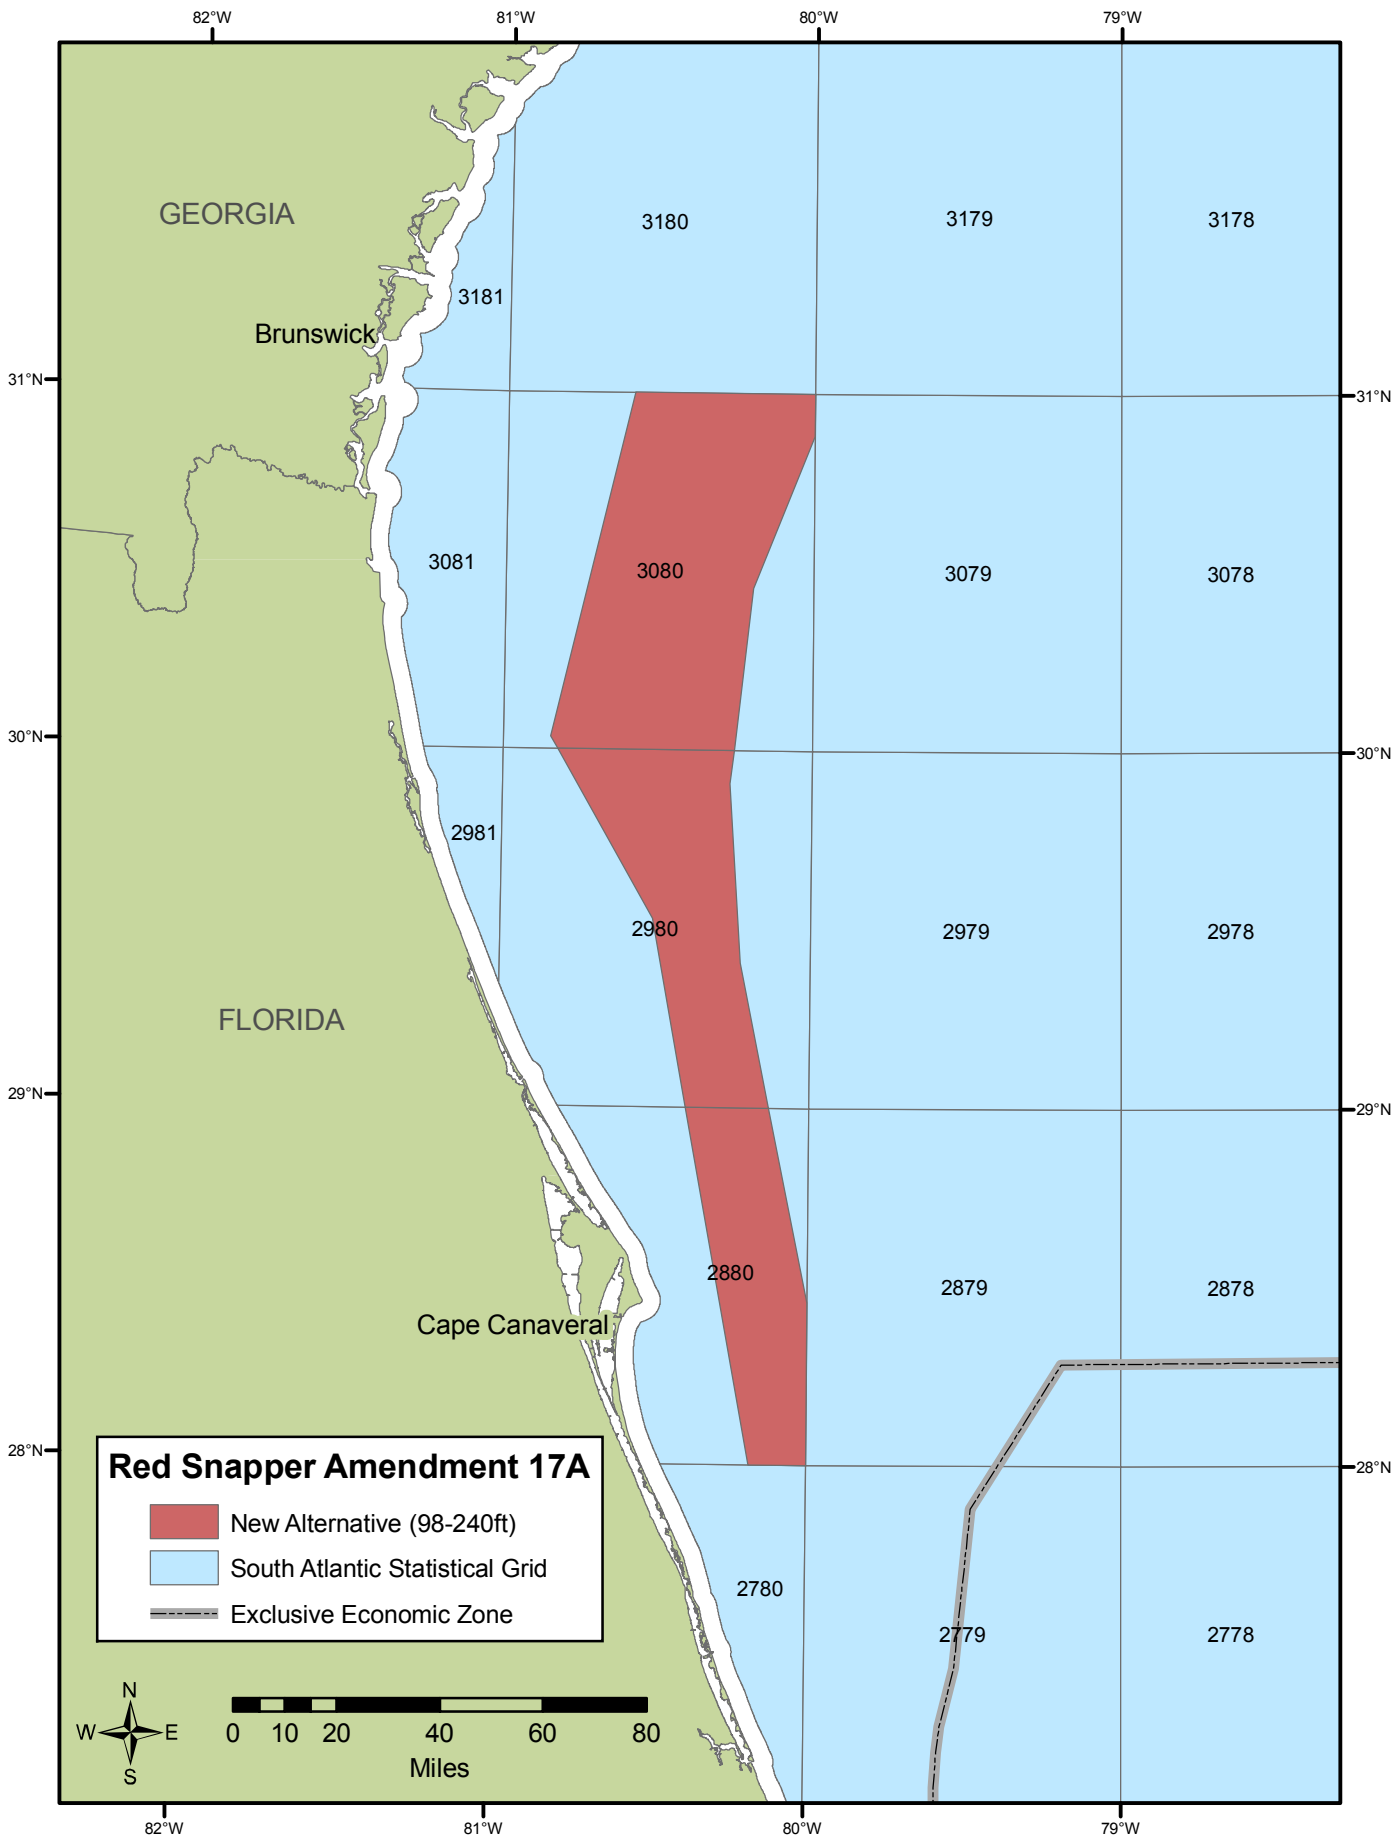 82°W 81°W 80°W 79°W
GEORGIA
3180 3179 3178
3181
Brunswick
31°N
31°N
3081 3080 3079 3078
30°N
30°N
2981
2980 2979 2978
FLORIDA
29°N
29°N
2880 2879 2878
Cape Canaveral
28°N
28°N
Red Snapper Amendment 17A
New Alternative (98-240ft)
South Atlantic Statistical Grid
Exclusive Economic Zone
2780 2779 2778
N
W E
S
0 10 20 40 60 80
Miles
82°W 81°W 80°W 79°W